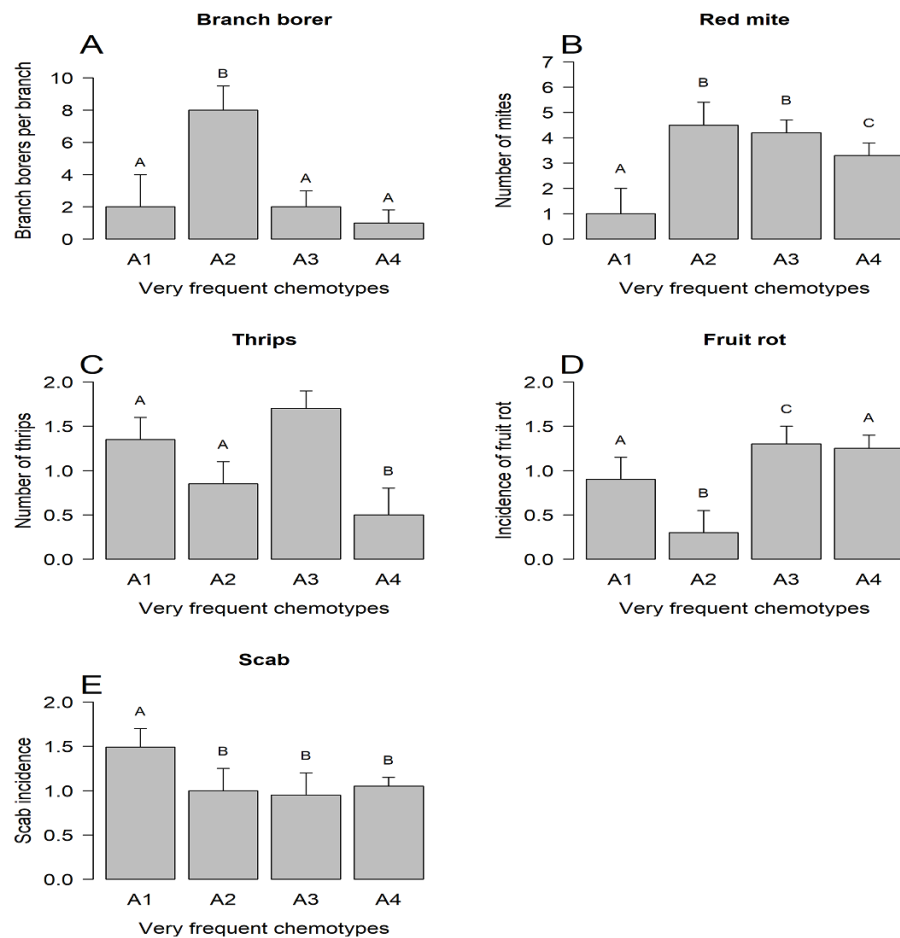 Branch borer
A
Branch borers per branch
10
8
6
4
2
0
A
B
A
A
A1 A2 A3 A4
Very frequent chemotypes
Red mite
B
Number of mites
7
6
5
4
3
2
1
0
A
B
B
C
A1 A2 A3 A4
Very frequent chemotypes
Thrips
C
Number of thrips
2.0
1.5
1.0
0.5
0.0
A
A
B
A1 A2 A3 A4
Very frequent chemotypes
Fruit rot
D
Incidence of fruit rot
2.0
1.5
1.0
0.5
0.0
A
B
C
A
A1 A2 A3 A4
Very frequent chemotypes
Scab
E
Scab incidence
2.0
1.5
1.0
0.5
0.0
A
B
B
B
A1 A2 A3 A4
Very frequent chemotypes